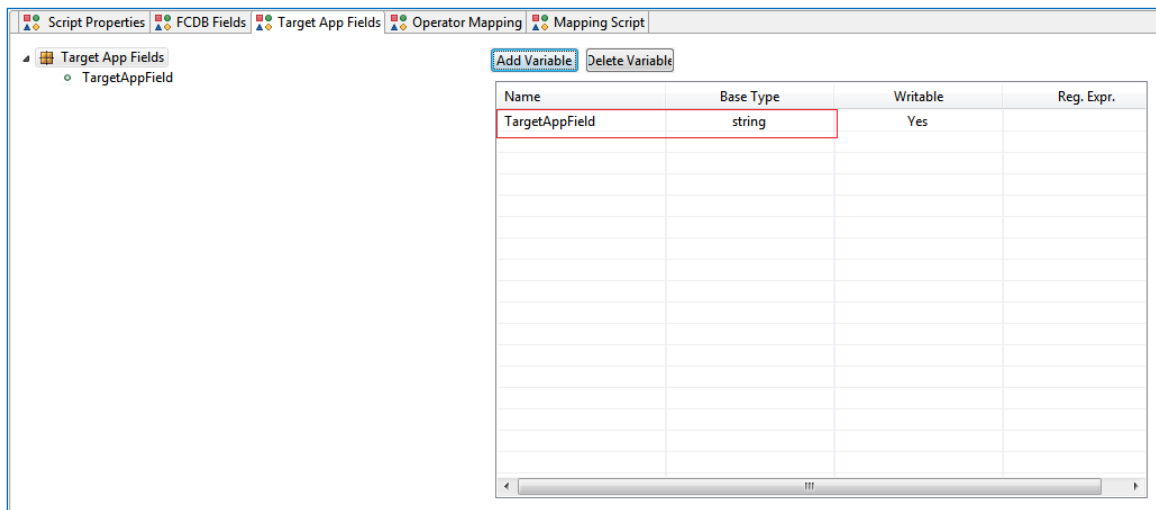 Script Properties FCDB Fields Target App Fields Operator Mapping Mapping Script
Target App Fields
TargetAppField
Add Variable Delete Variable
Name Base Type Writable Reg. Expr.
TargetAppField string Yes